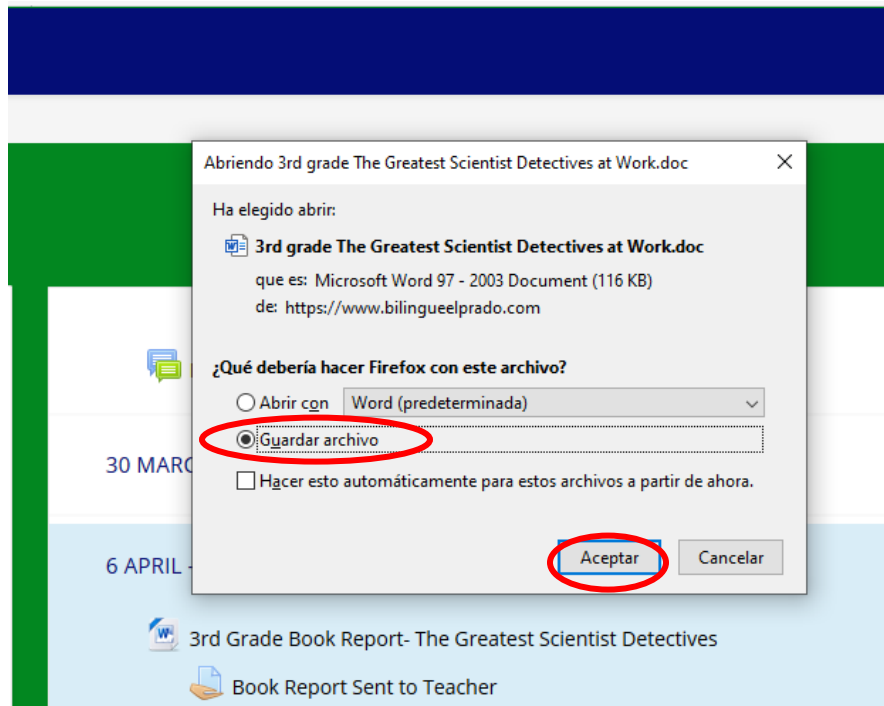 Abriendo 3rd grade The Greatest Scientist Detectives at Work.doc
Ha elegido abrir:
3rd grade The Greatest Scientist Detectives at Work.doc
que es: Microsoft Word 97 - 2003 Document (116 KB)
de: https://www.bilingueelprado.com
¿Qué debería hacer Firefox con este archivo?
Abrir con Word (predeterminada)
Guardar archivo
30 MARC
Hacer esto automáticamente para estos archivos a partir de ahora.
6 APRIL -
Aceptar Cancelar
3rd Grade Book Report- The Greatest Scientist Detectives
Book Report Sent to Teacher